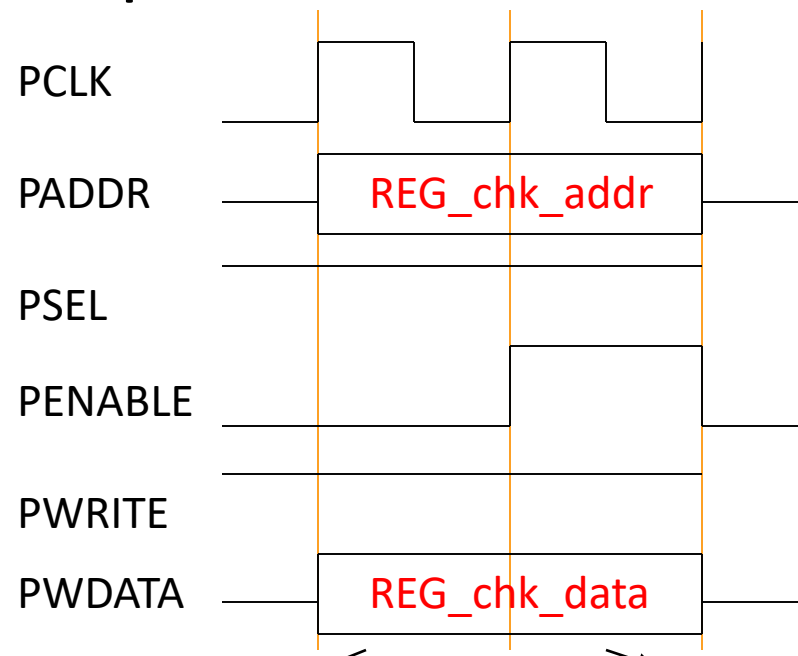 PCLK
PADDR REG_chk_addr
PSEL
PENABLE
PWRITE
PWDATA REG_chk_data